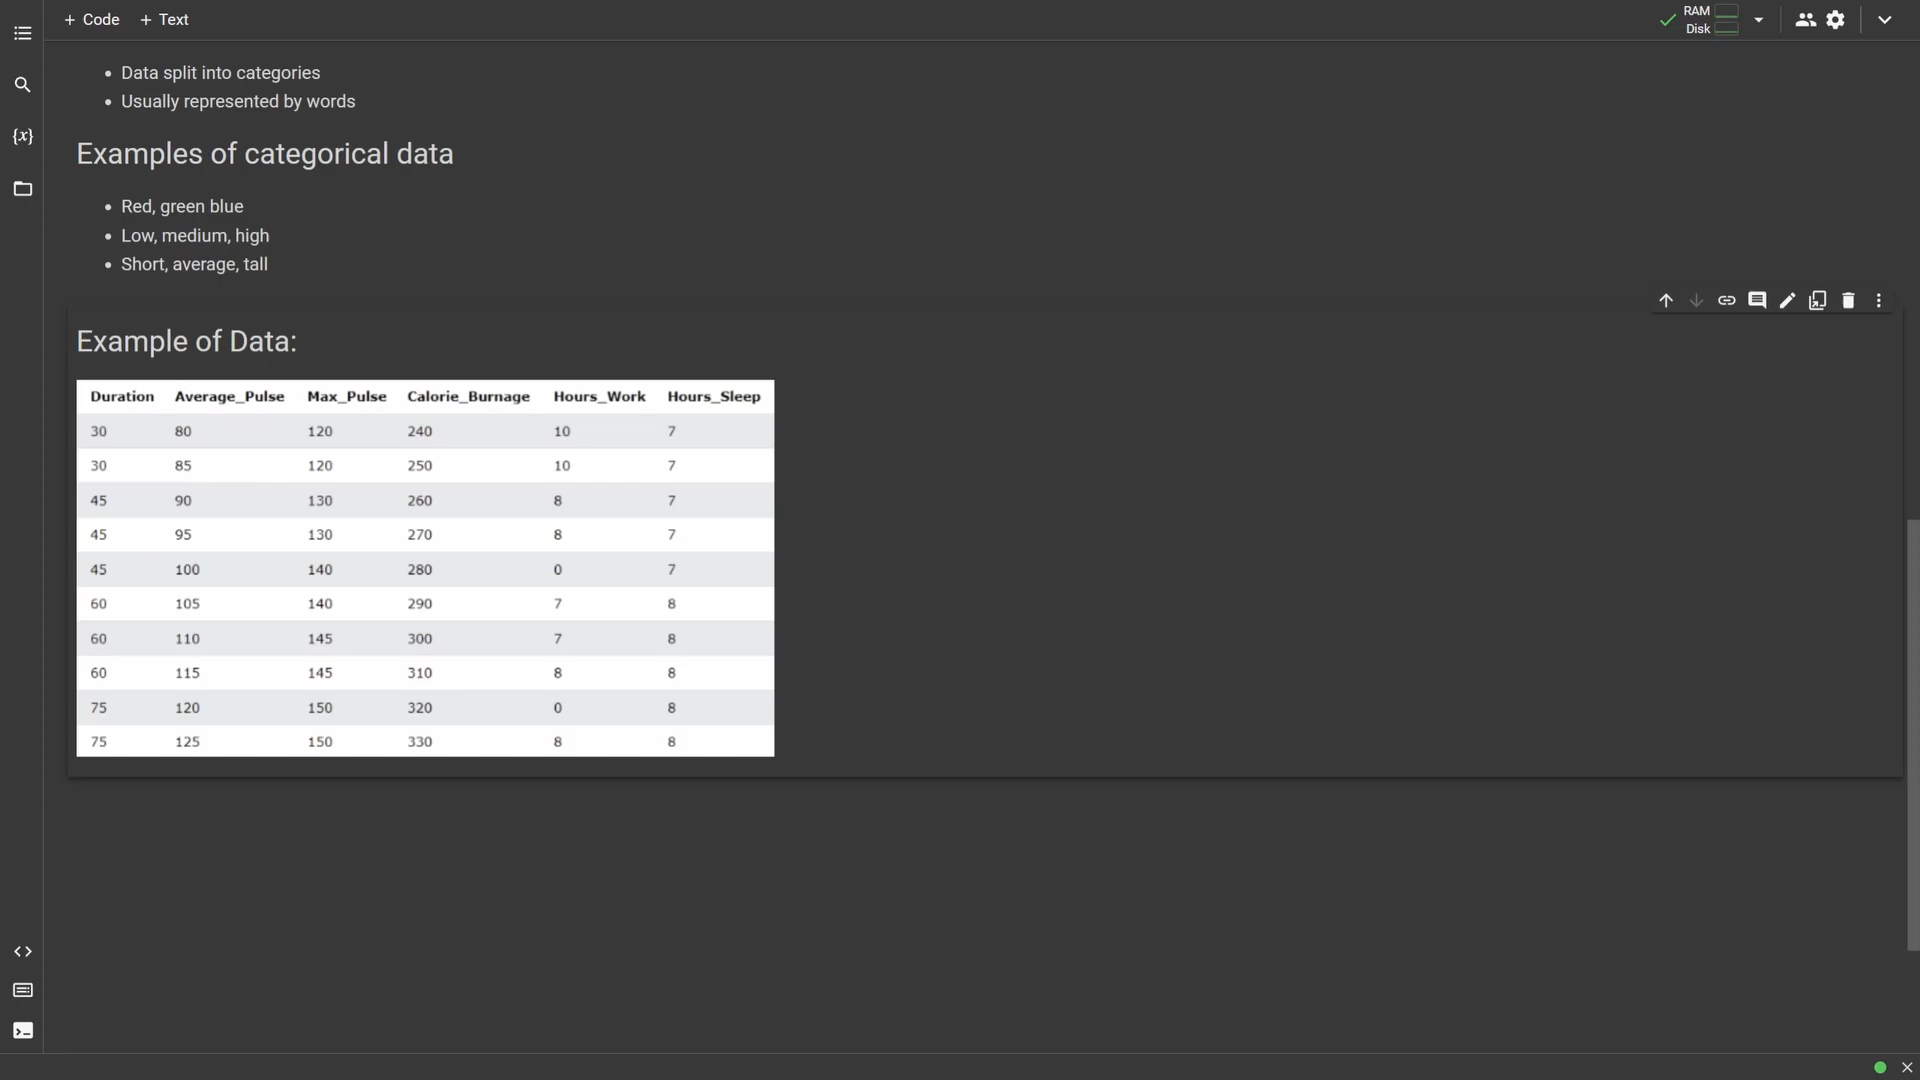 + Code + Text
RAM
Disk
{x}
Data split into categories
Usually represented by words
Examples of categorical data
Red, green blue
Low, medium, high
Short, average, tall
Example of Data:
Duration Average_Pulse Max_Pulse Calorie_Burnage Hours_Work Hours_Sleep
30 80 120 240 10 7
30 85 120 250 10 7
45 90 130 260 8 7
45 95 130 270 8 7
45 100 140 280 0 7
60 105 140 290 7 8
60 110 145 300 7 8
60 115 145 310 8 8
75 120 150 320 0 8
75 125 150 330 8 8